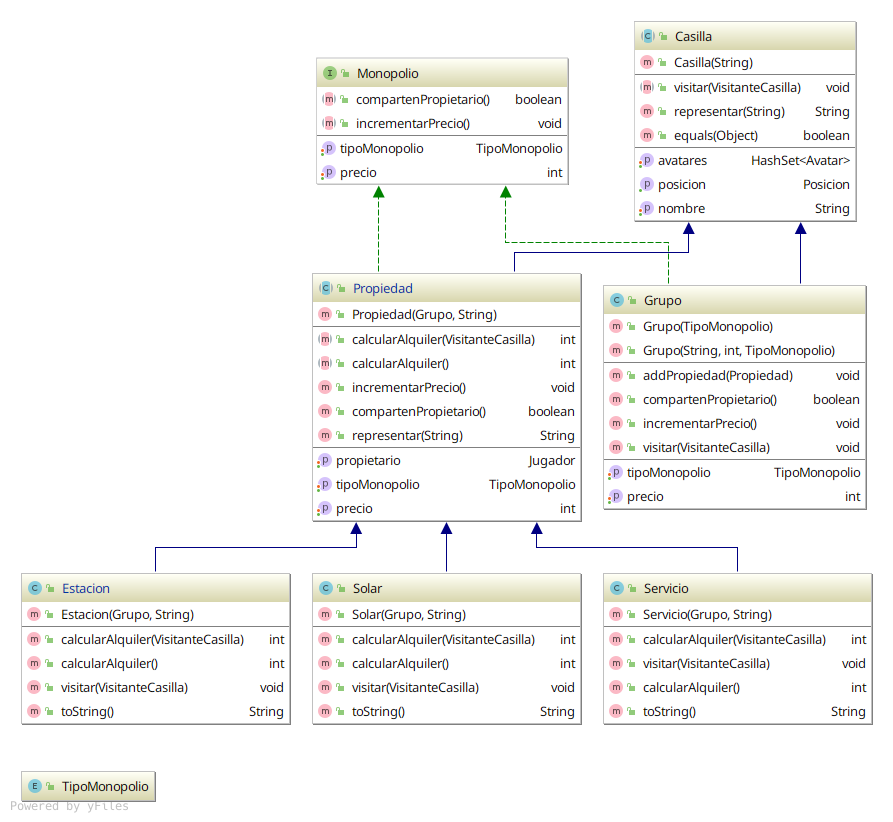 Monopolio
compartenPropietario() boolean
incrementarPrecio() void
tipoMonopolio TipoMonopolio
precio int
Casilla
Casilla(String)
visitar(VisitanteCasilla) void
representar(String) String
equals(Object) boolean
avatares HashSet<Avatar>
posicion Posicion
nombre String
Propiedad
Propiedad(Grupo, String)
calcularAlquiler(VisitanteCasilla) int
calcularAlquiler() int
incrementarPrecio() void
compartenPropietario() boolean
representar(String) String
propietario Jugador
tipoMonopolio TipoMonopolio
precio int
Grupo
Grupo(TipoMonopolio)
Grupo(String, int, TipoMonopolio)
addPropiedad(Propiedad) void
compartenPropietario() boolean
incrementarPrecio() void
visitar(VisitanteCasilla) void
tipoMonopolio TipoMonopolio
precio int
Estacion
Estacion(Grupo, String)
calcularAlquiler(VisitanteCasilla) int
calcularAlquiler() int
visitar(VisitanteCasilla) void
toString() String
Solar
Solar(Grupo, String)
calcularAlquiler(VisitanteCasilla) int
calcularAlquiler() int
visitar(VisitanteCasilla) void
toString() String
Servicio
Servicio(Grupo, String)
calcularAlquiler(VisitanteCasilla) int
visitar(VisitanteCasilla) void
calcularAlquiler() int
toString() String
TipoMonopolio
Powered by yFiles